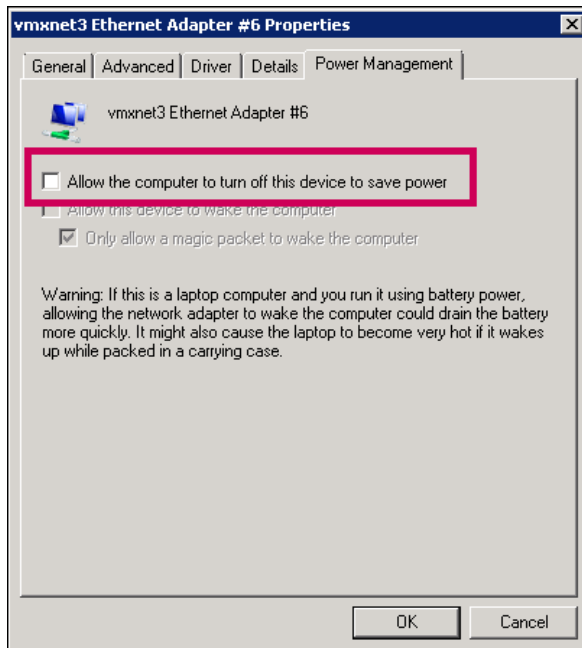 vmxnet3 Ethernet Adapter #6 Properties
General Advanced Driver Details Power Management
vmxnet3 Ethernet Adapter #6
Allow the computer to turn off this device to save power
Allow this device to wake the computer
Only allow a magic packet to wake the computer
Warning: If this is a laptop computer and you run it using battery power,
allowing the network adapter to wake the computer could drain the battery
more quickly. It might also cause the laptop to become very hot if it wakes
up while packed in a carrying case.
OK Cancel